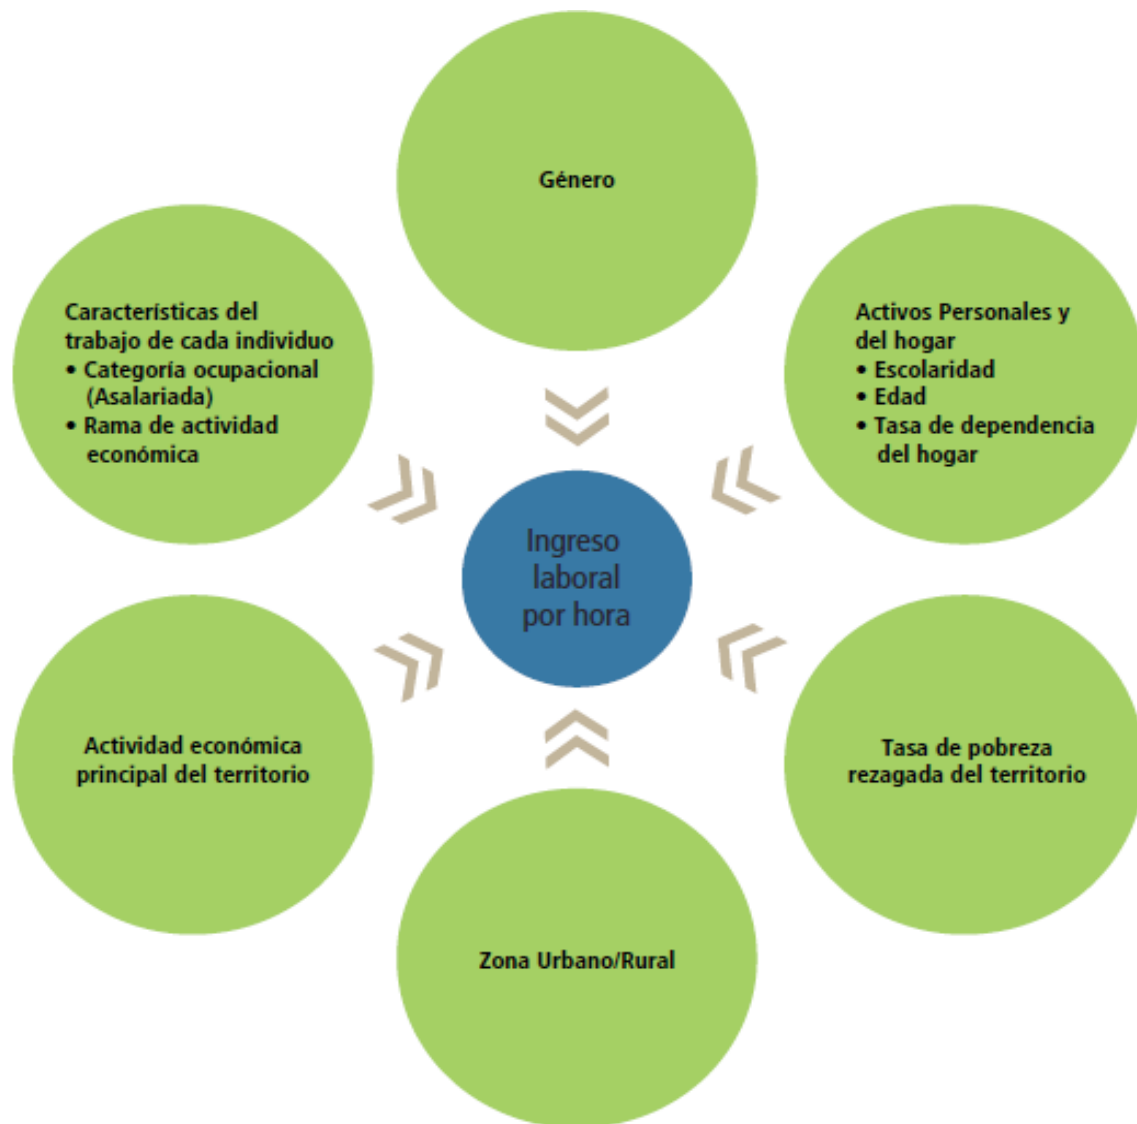 Género
Características del
trabajo de cada individuo
• Categoría ocupacional
(Asalariada)
• Rama de actividad
económica
Activos Personales y
del hogar
• Escolaridad
• Edad
• Tasa de dependencia
del hogar
Ingreso
laboral
por hora
Actividad económica
principal del territorio
Tasa de pobreza
rezagada del territorio
Zona Urbano/Rural